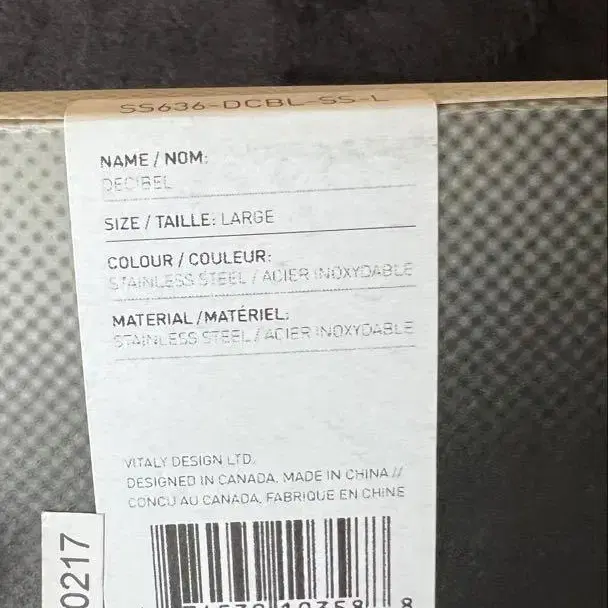 SS636-DCBL-SS-L
NAME / NOM:
DECIBEL
SIZE / TAILLE: LARGE
COLOUR / COULEUR:
STAINLESS STEEL / ACIER INOXYDABLE
MATERIAL /MATÉRIEL:
STAINLESS STEEL / ACIER INOXYDABLE
VITALY DESIGN LTD.
DESIGNED IN CANADA, MADE IN CHINA //
CONÇU AU CANADA, FABRIQUE EN CHINE
0217